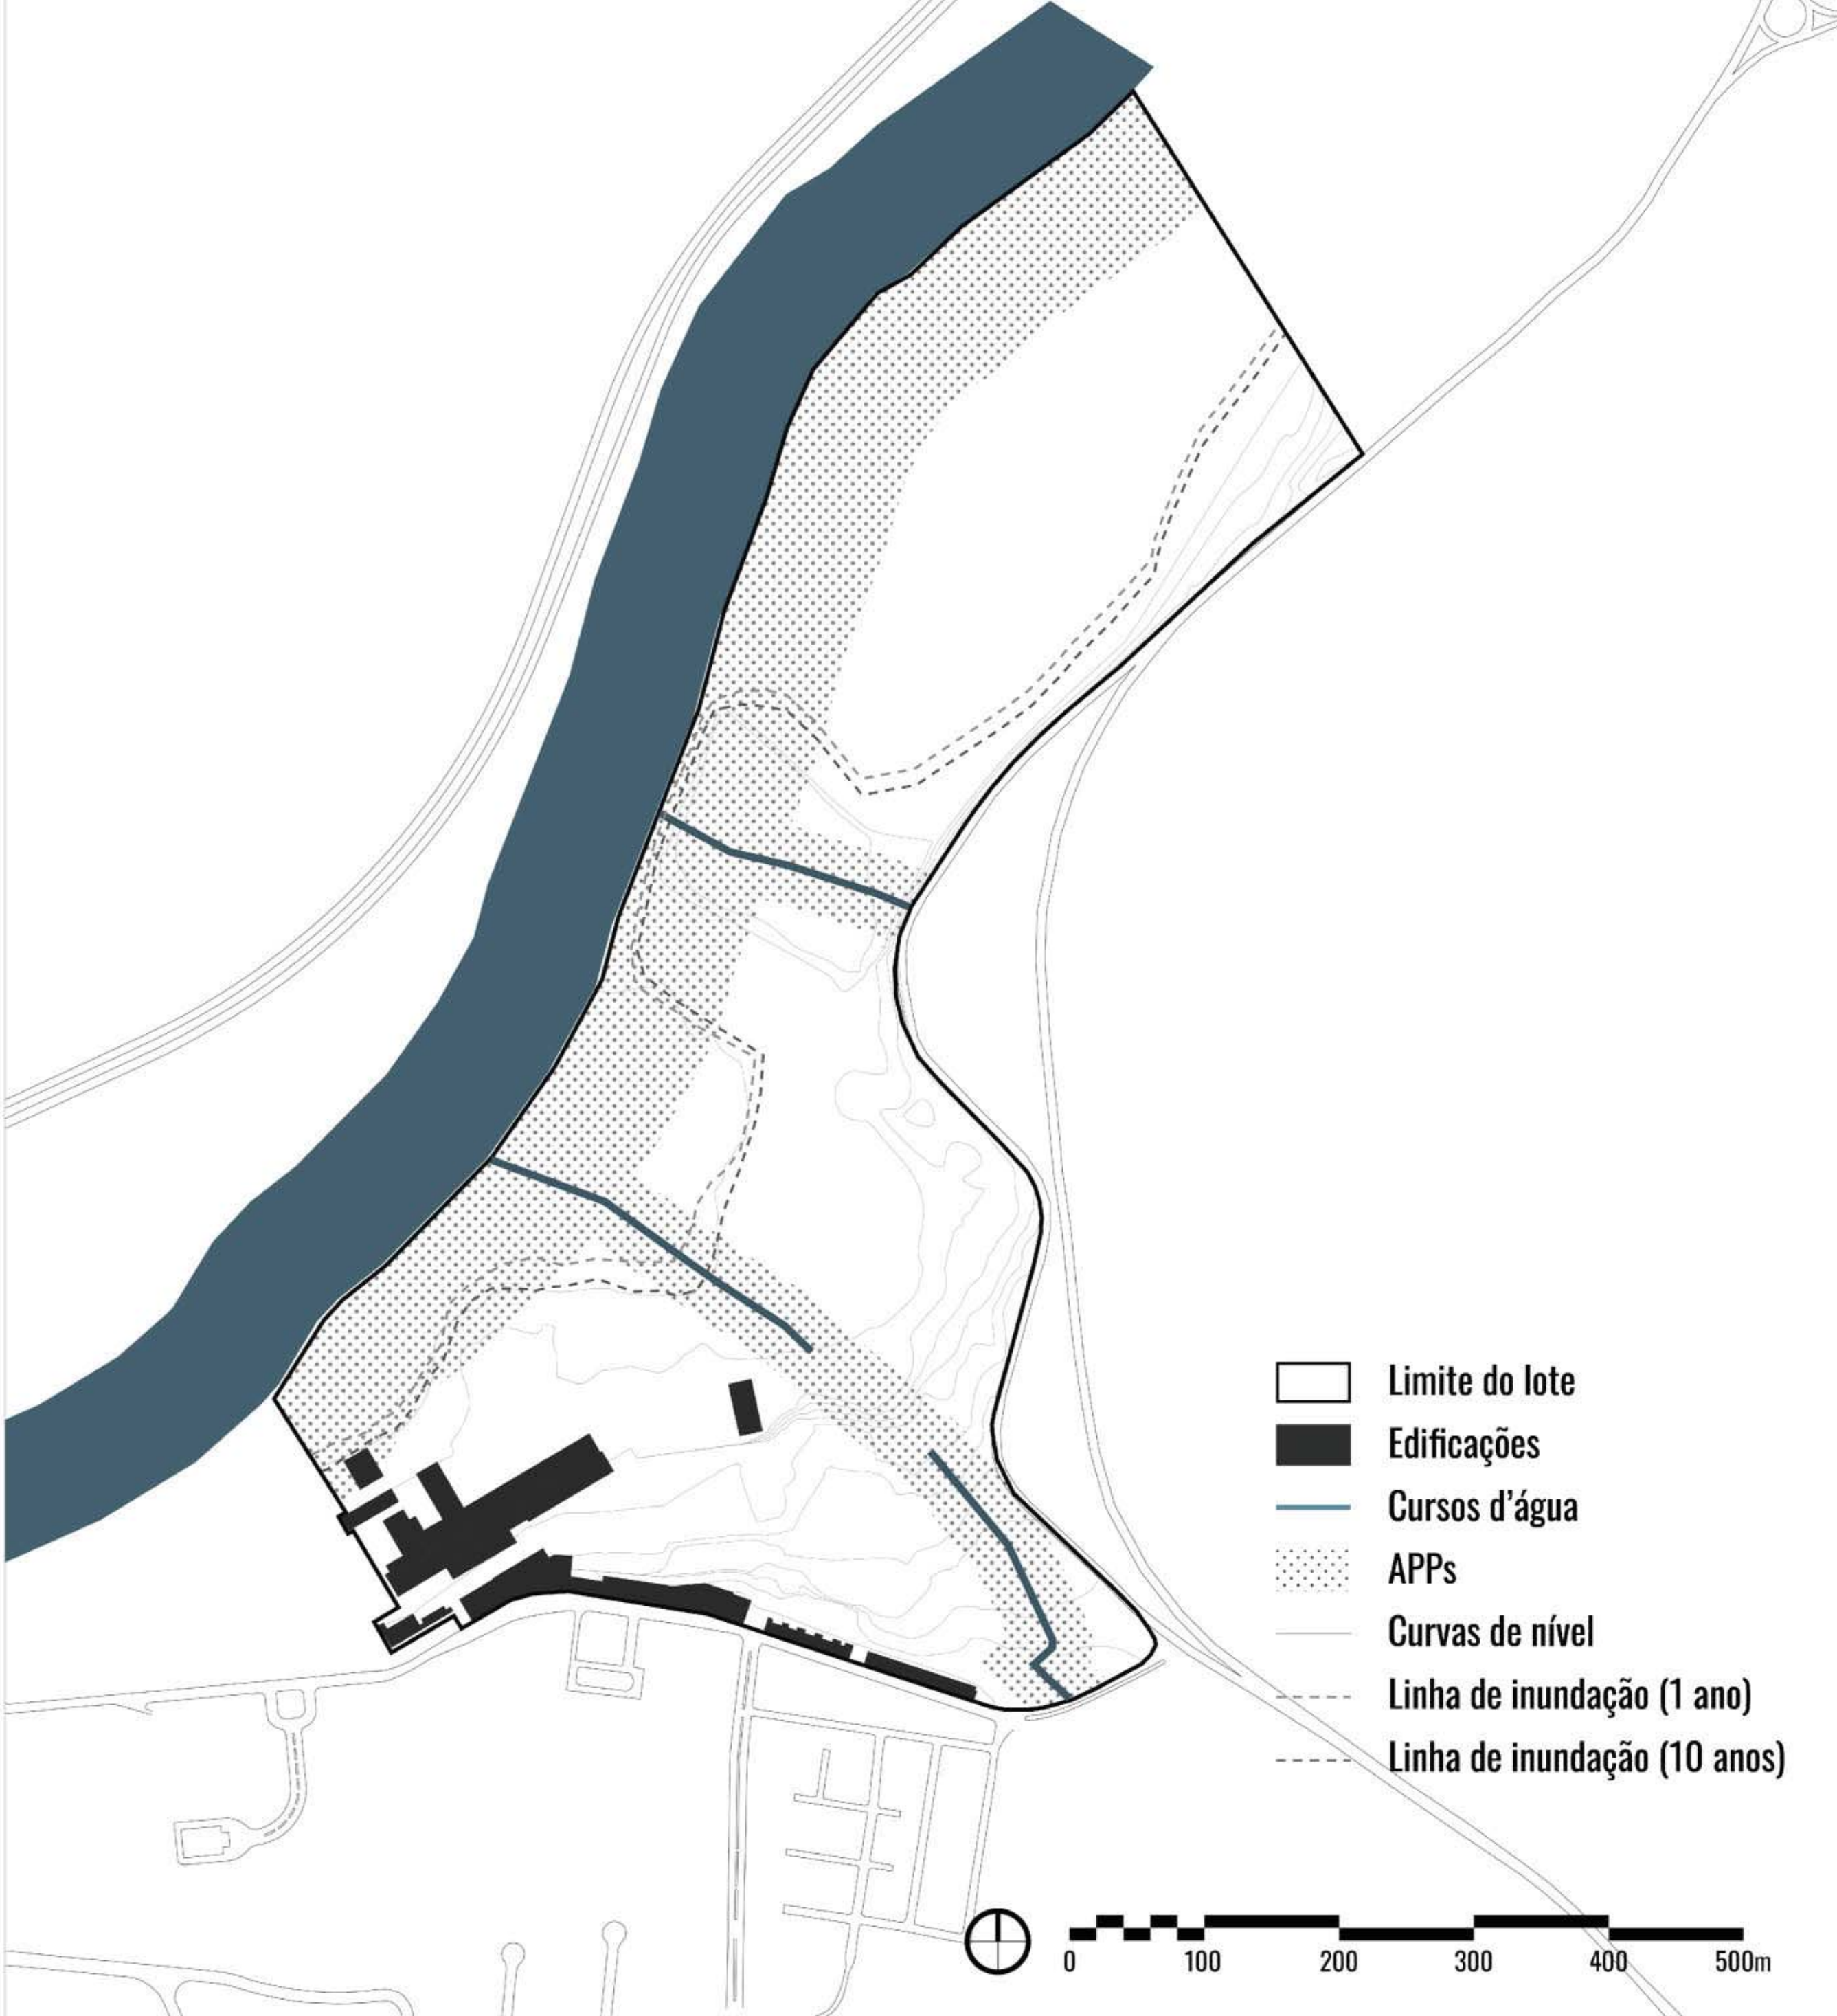 Limite do lote
Edificações
Cursos d'água
APPs
Curvas de nível
Linha de inundação (1 ano)
Linha de inundação (10 anos)
0 100 200 300 400 500m